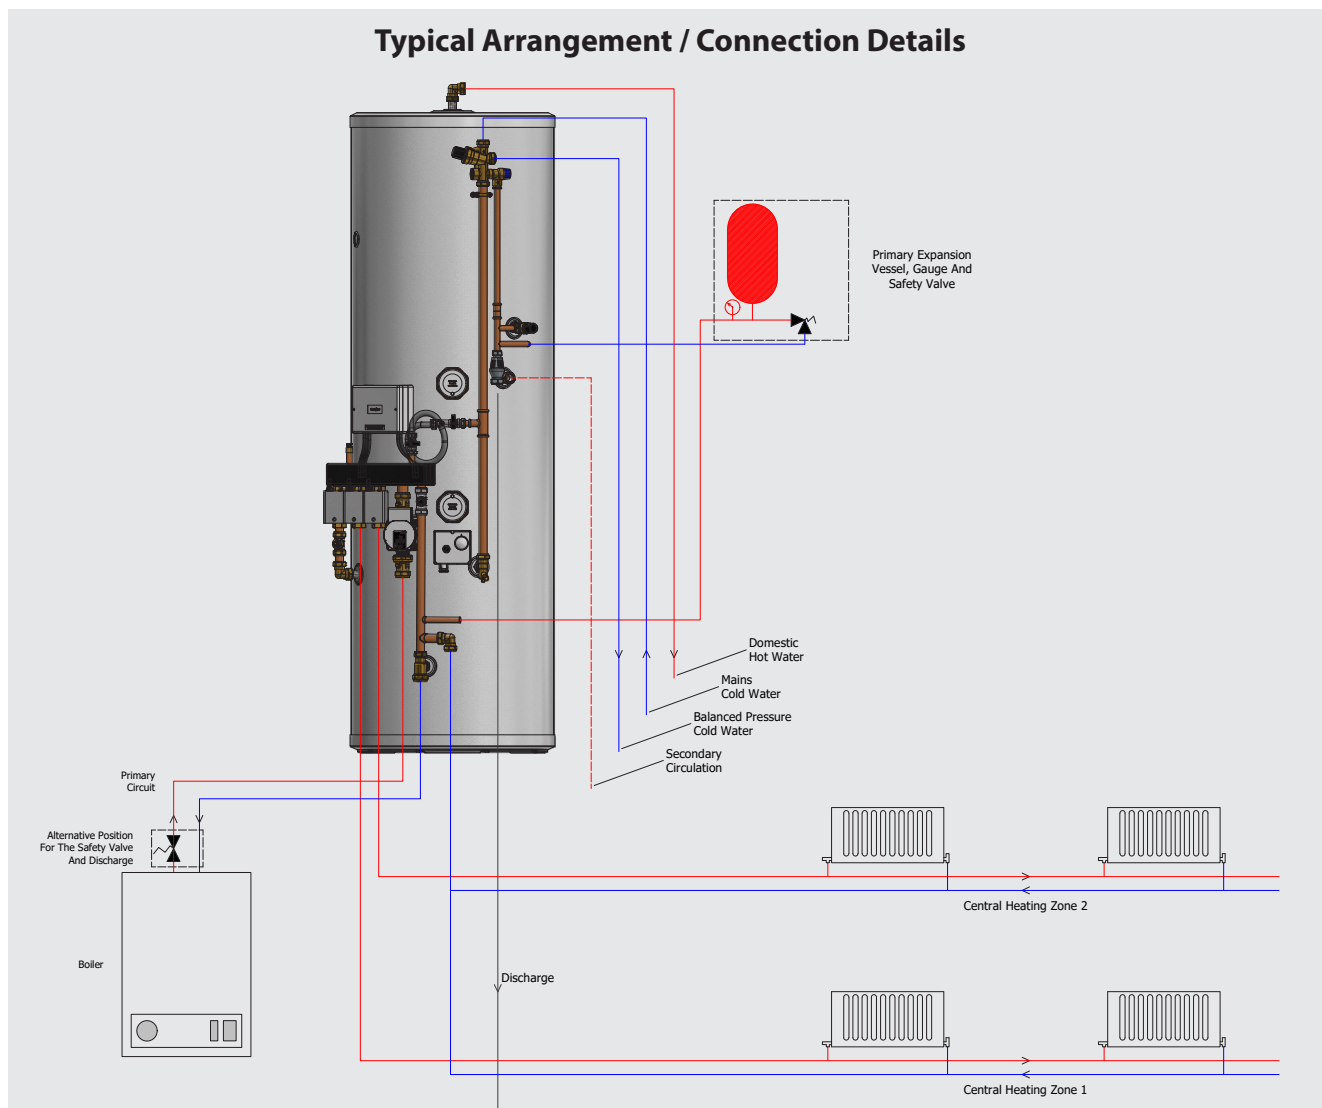 Typical Arrangement / Connection Details
Primary Expansion
Vessel, Gauge And
Safety Valve
Domestic
Hot Water
Mains
Cold Water
Balanced Pressure
Cold Water
Secondary
Circulation
Primary
Circuit
Alternative Position
For The Safety Valve
And Discharge
Central Heating Zone 2
Boiler
Discharge
Central Heating Zone 1